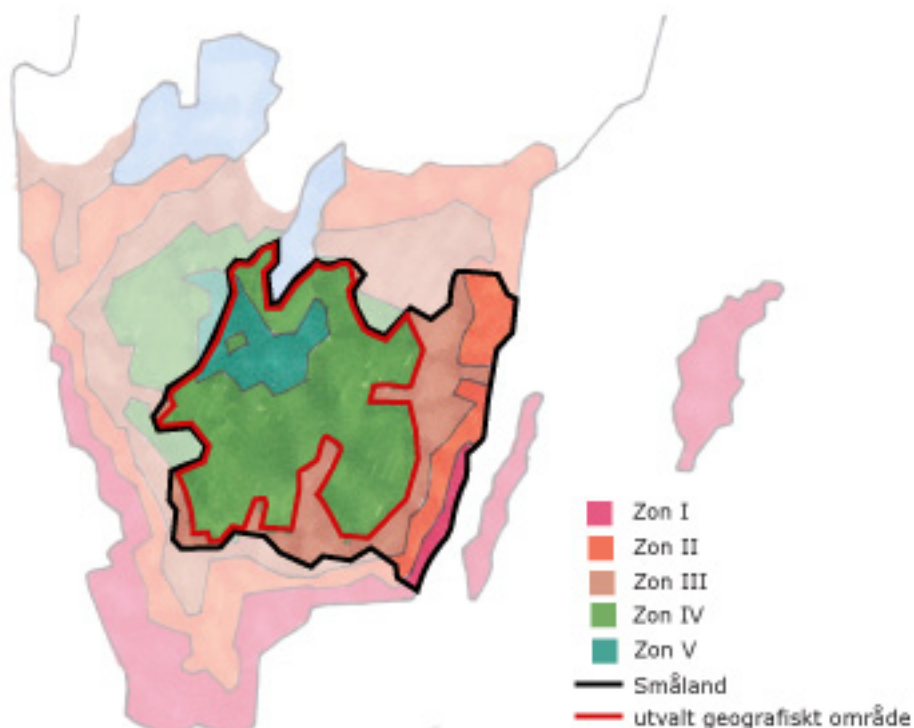 Zon I
Zon II
Zon III
Zon IV
Zon V
Småland
utvalt geografiskt område